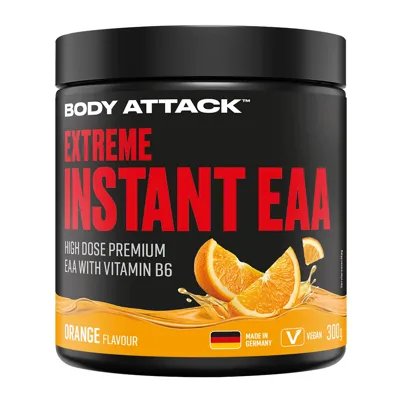 BODY ATTACK™
EXTREME
INSTANT EAA
HIGH DOSE PREMIUM
EAA WITH VITAMIN B6
ORANGE FLAVOUR
MADE IN
GERMANY
V VEGAN
300g